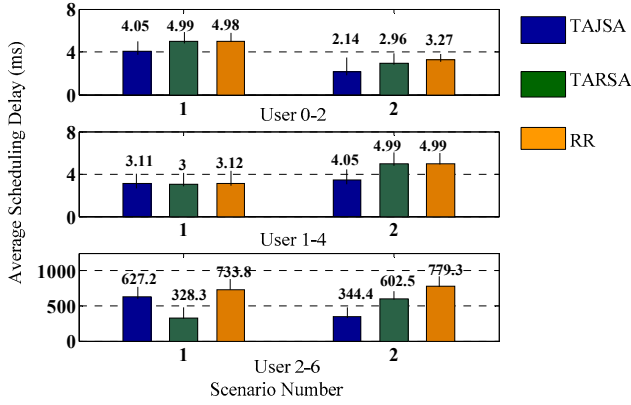 Average Scheduling Delay (ms)
8
4
0
4.05 4.99 4.98
2.14 2.96 3.27
1 2
User 0-2
8
4
0
3.11 3 3.12
4.05 4.99 4.99
1 2
User 1-4
1000
500
0
627.2 328.3 733.8
344.4 602.5 779.3
1 2
User 2-6
Scenario Number
TAJSA
TARSA
RR